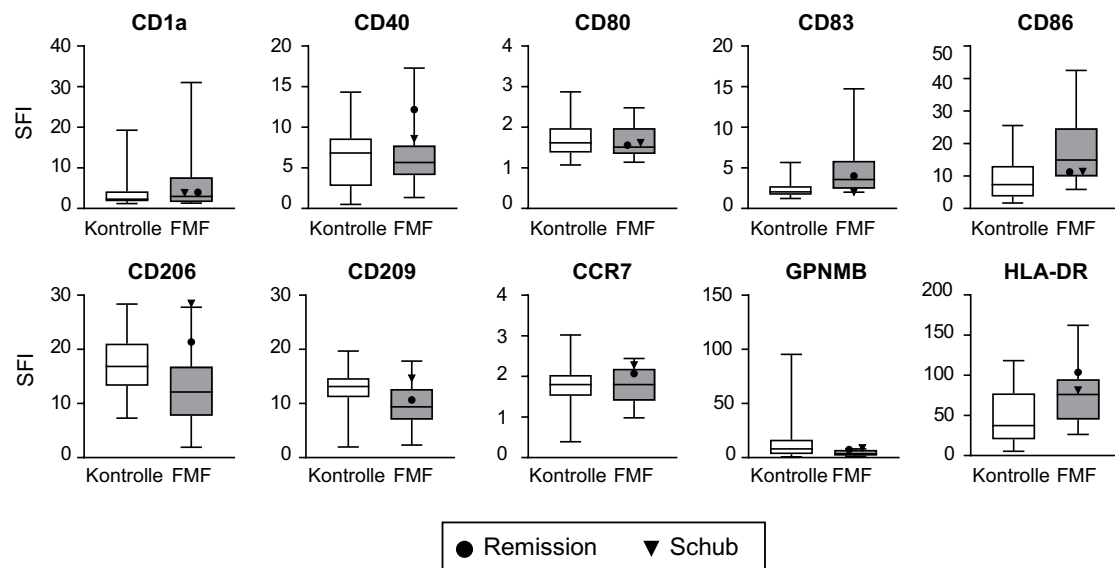 CD1a CD40 CD80 CD83 CD86
40 20 4 20 50
30 15 3 15 40
20 10 2 10 30
10 5 1 5 20
0 0 0 0 10
0
SFI
Kontrolle FMF Kontrolle FMF Kontrolle FMF Kontrolle FMF Kontrolle FMF
CD206 CD209 CCR7 GPNMB HLA-DR
30 30 4 150 200
20 20 3 100 150
10 10 2 50 100
0 0 1 0 50
0 0
SFI
Kontrolle FMF Kontrolle FMF Kontrolle FMF Kontrolle FMF Kontrolle FMF
Remission Schub